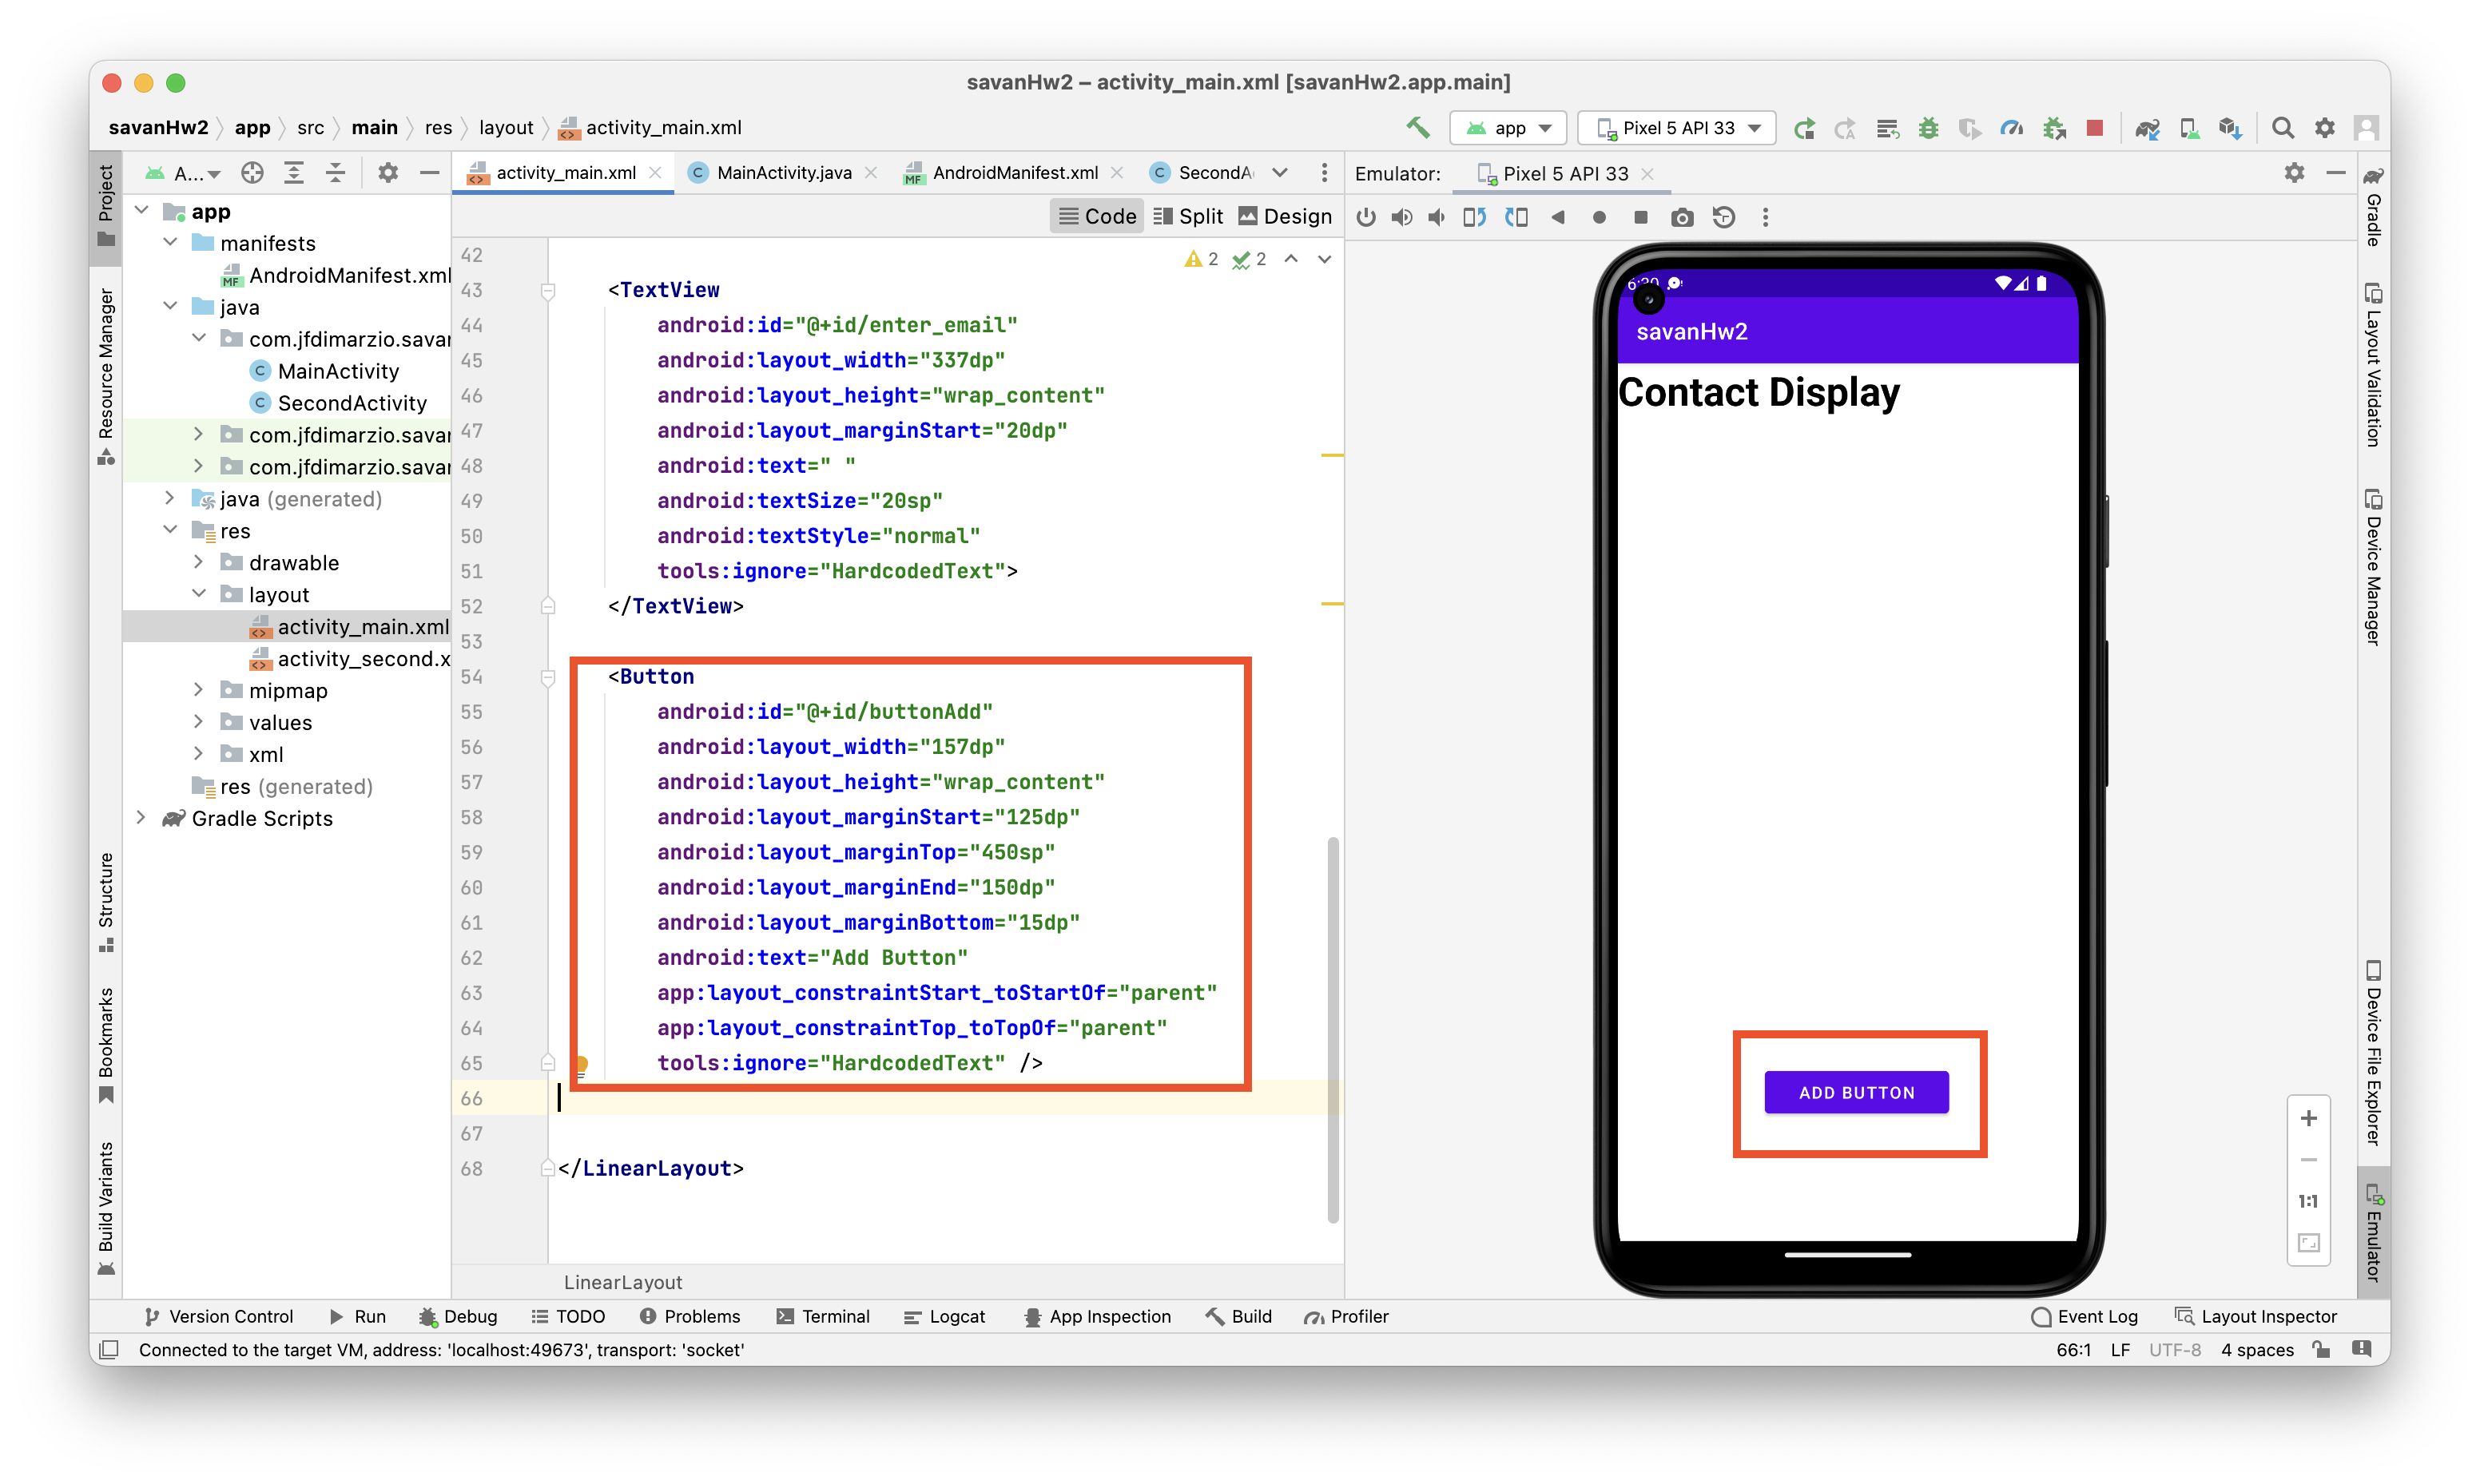 savanHw2 – activity_main.xml [savanHw2.app.main]
savanHw2 app src main res layout activity_main.xml
app Pixel 5 API 33
A...
activity_main.xml MainActivity.java AndroidManifest.xml SecondA
Emulator: Pixel 5 API 33
Code Split Design
Project
Resource Manager
Structure
Bookmarks
Build Variants
app
manifests
AndroidManifest.xml
java
com.jfdimarzio.savan
MainActivity
SecondActivity
com.jfdimarzio.savan
com.jfdimarzio.savan
java (generated)
res
drawable
layout
activity_main.xml
activity_second.x
mipmap
values
xml
res (generated)
Gradle Scripts
2 2
42
43 <TextView
44 android:id="@+id/enter_email"
45 android:layout_width="337dp"
46 android:layout_height="wrap_content"
47 android:layout_marginStart="20dp"
48 android:text=" "
49 android:textSize="20sp"
50 android:textStyle="normal"
51 tools:ignore="HardcodedText">
52 </TextView>
53
54 <Button
55 android:id="@+id/buttonAdd"
56 android:layout_width="157dp"
57 android:layout_height="wrap_content"
58 android:layout_marginStart="125dp"
59 android:layout_marginTop="450sp"
60 android:layout_marginEnd="150dp"
61 android:layout_marginBottom="15dp"
62 android:text="Add Button"
63 app:layout_constraintStart_toStartOf="parent"
64 app:layout_constraintTop_toTopOf="parent"
65 tools:ignore="HardcodedText" />
66
67
68 </LinearLayout>
LinearLayout
savanHw2
Contact Display
ADD BUTTON
1:1
Gradle
Layout Validation
Device Manager
Device File Explorer
Emulator
Version Control Run Debug TODO Problems Terminal Logcat App Inspection Build Profiler Event Log Layout Inspector
Connected to the target VM, address: 'localhost:49673', transport: 'socket' 66:1 LF UTF-8 4 spaces